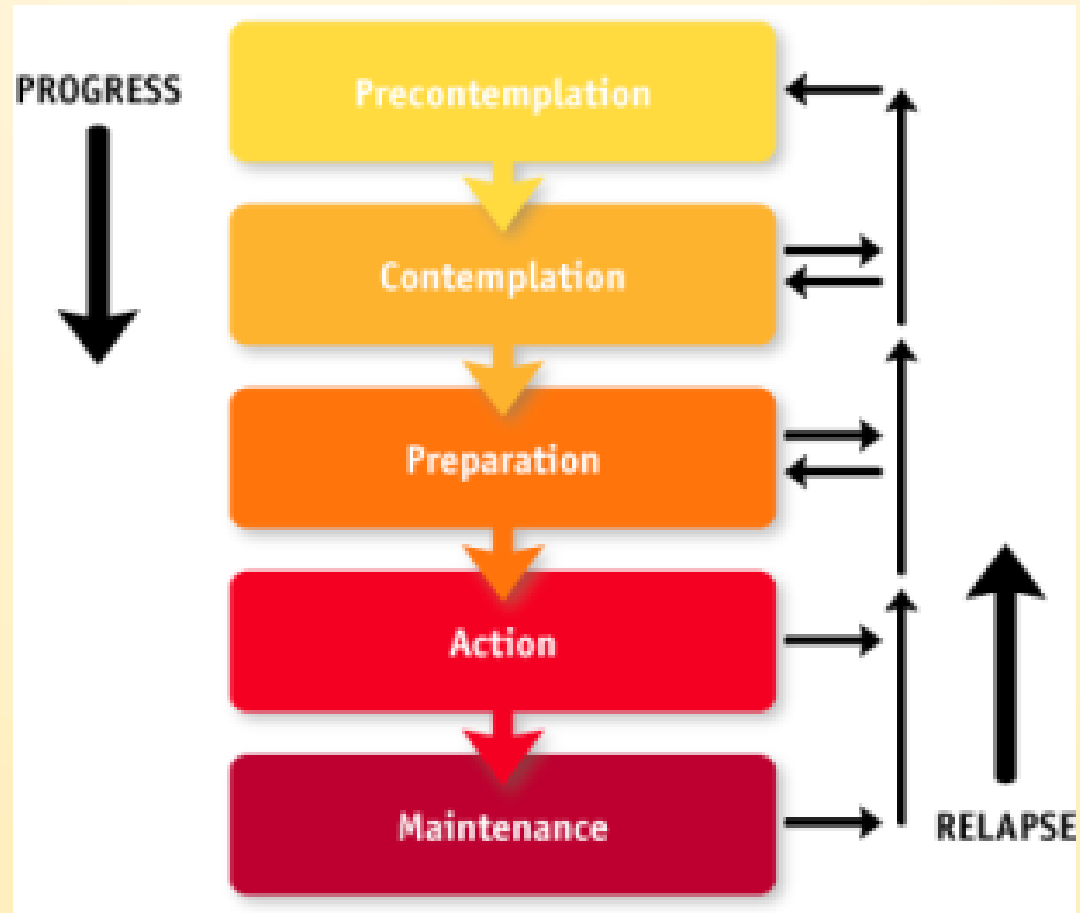 PROGRESS
Precontemplation
Contemplation
Preparation
Action
Maintenance
RELAPSE